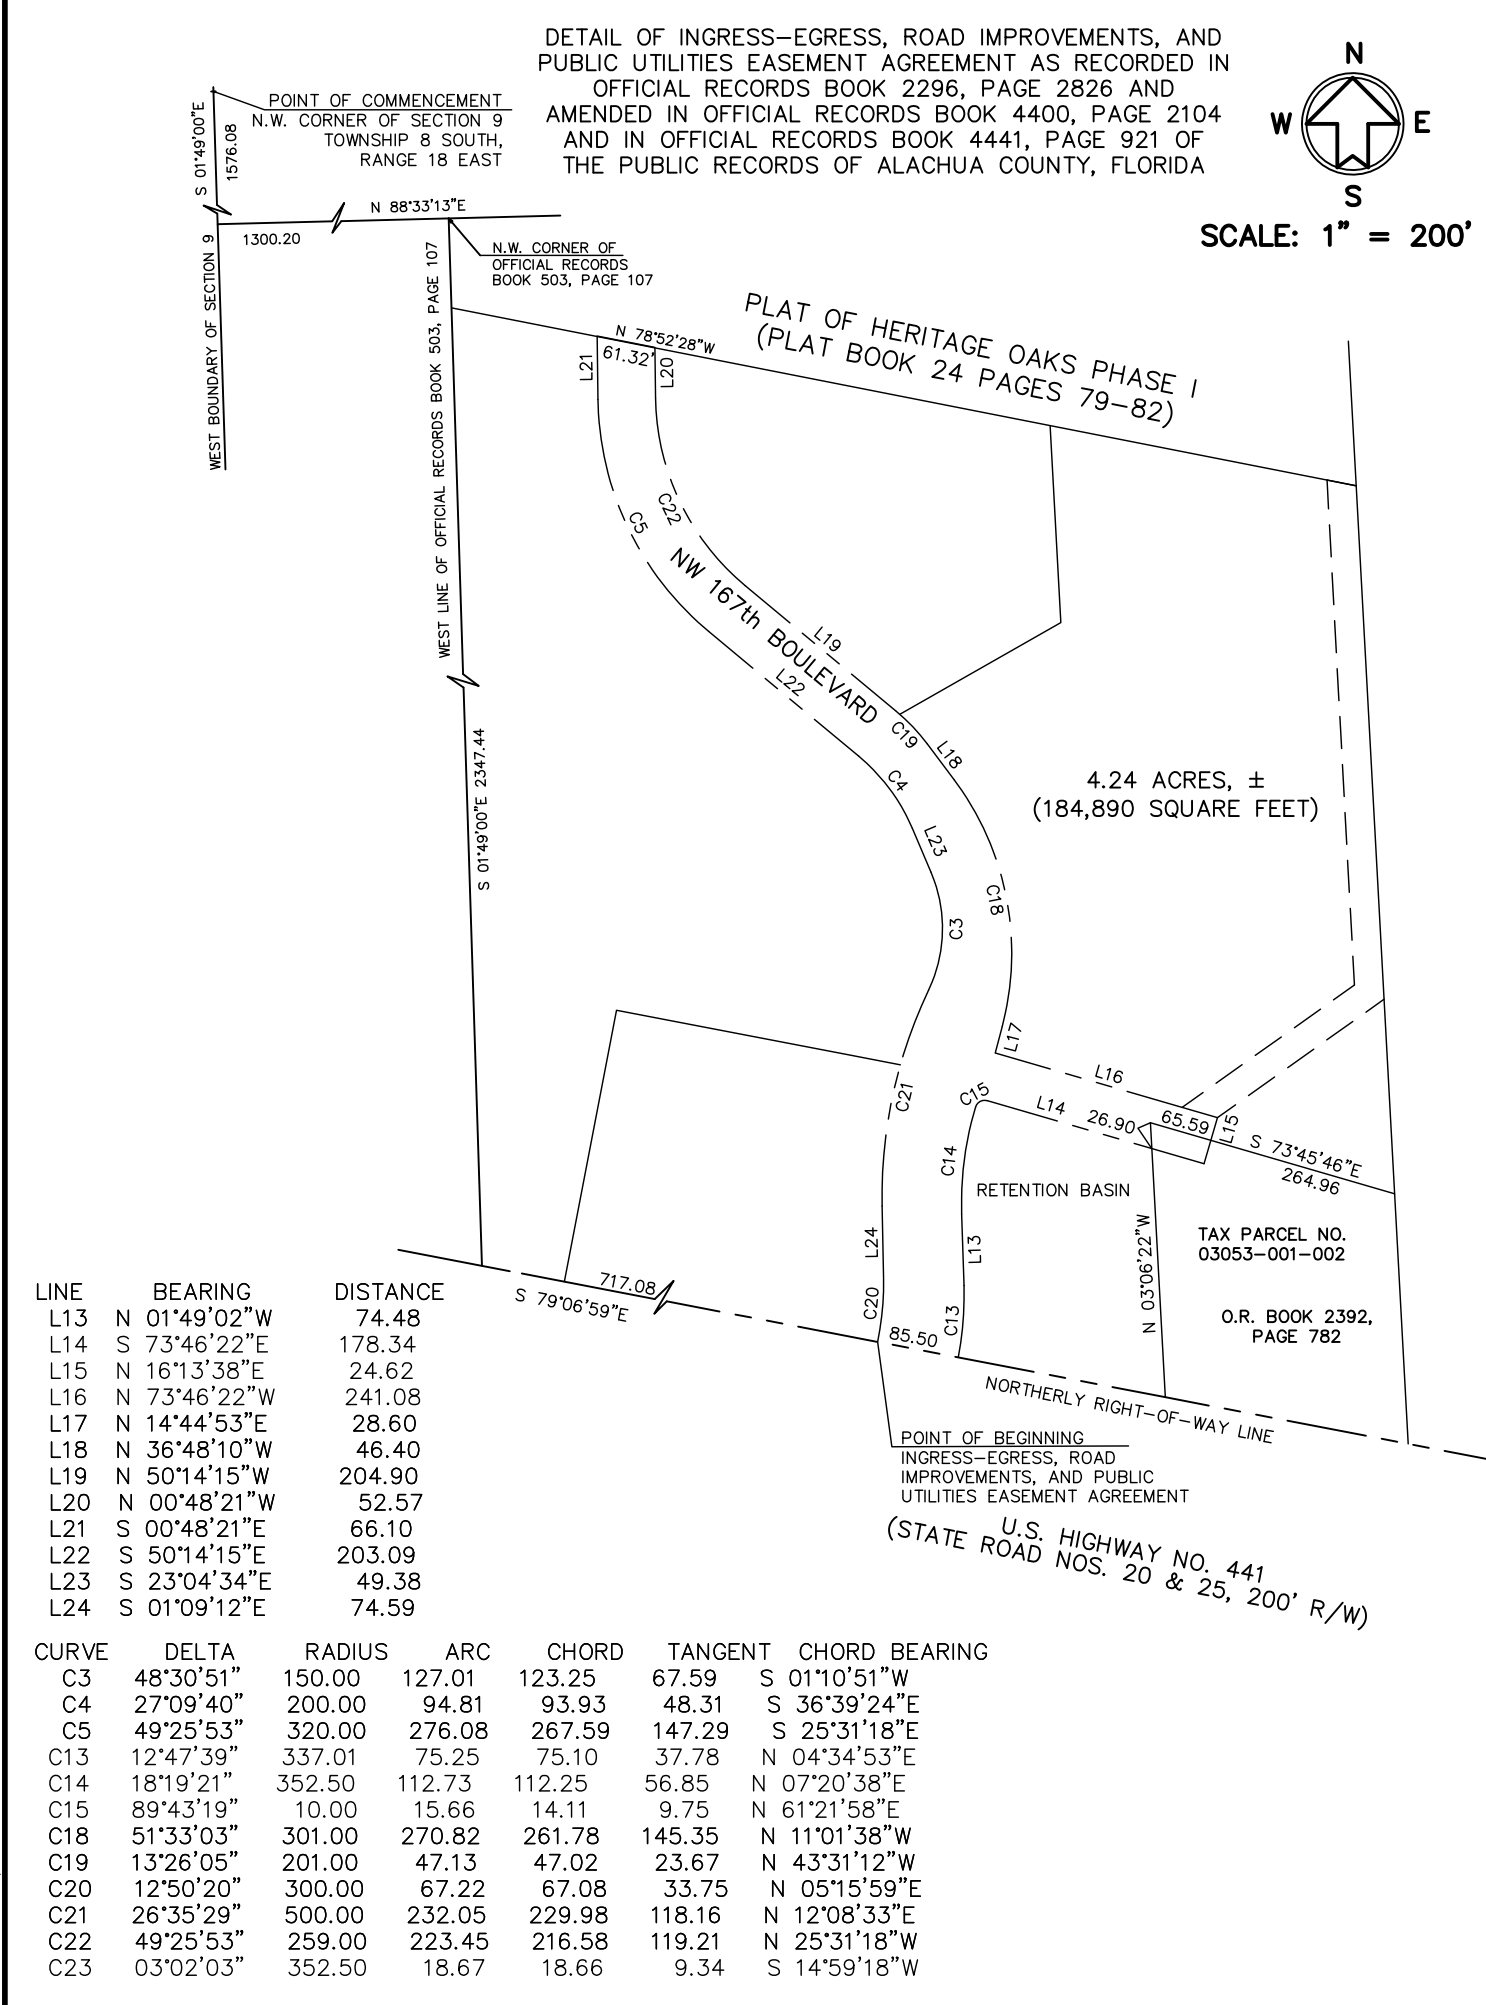 DETAIL OF INGRESS–EGRESS, ROAD IMPROVEMENTS, AND
PUBLIC UTILITIES EASEMENT AGREEMENT AS RECORDED IN
OFFICIAL RECORDS BOOK 2296, PAGE 2826 AND
AMENDED IN OFFICIAL RECORDS BOOK 4400, PAGE 2104
AND IN OFFICIAL RECORDS BOOK 4441, PAGE 921 OF
THE PUBLIC RECORDS OF ALACHUA COUNTY, FLORIDA
N
W E
S
SCALE: 1" = 200'
POINT OF COMMENCEMENT
N.W. CORNER OF SECTION 9
TOWNSHIP 8 SOUTH,
RANGE 18 EAST
S 01°49'00"E
1576.08
N 88°33'13"E
1300.20
N.W. CORNER OF
OFFICIAL RECORDS
BOOK 503, PAGE 107
WEST BOUNDARY OF SECTION 9
WEST LINE OF OFFICIAL RECORDS BOOK 503, PAGE 107
S 01°49'00"E 2347.44
PLAT OF HERITAGE OAKS PHASE I
(PLAT BOOK 24 PAGES 79–82)
N 78°52'28"W
61.32'
L21
L20
C22
C5
NW 167th BOULEVARD
L19
L22
C19
L18
C4
L23
4.24 ACRES, ±
(184,890 SQUARE FEET)
C18
C3
L17
L16
C21
C15
L14
26.90
65.59
L15
S 73°45'46"E
264.96
C14
RETENTION BASIN
TAX PARCEL NO.
03053–001–002
L24
L13
N 03°06'22"W
O.R. BOOK 2392,
PAGE 782
717.08
S 79°06'59"E
C20
85.50
C13
NORTHERLY RIGHT–OF–WAY LINE
POINT OF BEGINNING
INGRESS–EGRESS, ROAD
IMPROVEMENTS, AND PUBLIC
UTILITIES EASEMENT AGREEMENT
U.S. HIGHWAY NO. 441
(STATE ROAD NOS. 20 & 25, 200' R/W)
LINE BEARING DISTANCE
L13 N 01°49'02"W 74.48
L14 S 73°46'22"E 178.34
L15 N 16°13'38"E 24.62
L16 N 73°46'22"W 241.08
L17 N 14°44'53"E 28.60
L18 N 36°48'10"W 46.40
L19 N 50°14'15"W 204.90
L20 N 00°48'21"W 52.57
L21 S 00°48'21"E 66.10
L22 S 50°14'15"E 203.09
L23 S 23°04'34"E 49.38
L24 S 01°09'12"E 74.59
CURVE DELTA RADIUS ARC CHORD TANGENT CHORD BEARING
C3 48°30'51" 150.00 127.01 123.25 67.59 S 01°10'51"W
C4 27°09'40" 200.00 94.81 93.93 48.31 S 36°39'24"E
C5 49°25'53" 320.00 276.08 267.59 147.29 S 25°31'18"E
C13 12°47'39" 337.01 75.25 75.10 37.78 N 04°34'53"E
C14 18°19'21" 352.50 112.73 112.25 56.85 N 07°20'38"E
C15 89°43'19" 10.00 15.66 14.11 9.75 N 61°21'58"E
C18 51°33'03" 301.00 270.82 261.78 145.35 N 11°01'38"W
C19 13°26'05" 201.00 47.13 47.02 23.67 N 43°31'12"W
C20 12°50'20" 300.00 67.22 67.08 33.75 N 05°15'59"E
C21 26°35'29" 500.00 232.05 229.98 118.16 N 12°08'33"E
C22 49°25'53" 259.00 223.45 216.58 119.21 N 25°31'18"W
C23 03°02'03" 352.50 18.67 18.66 9.34 S 14°59'18"W